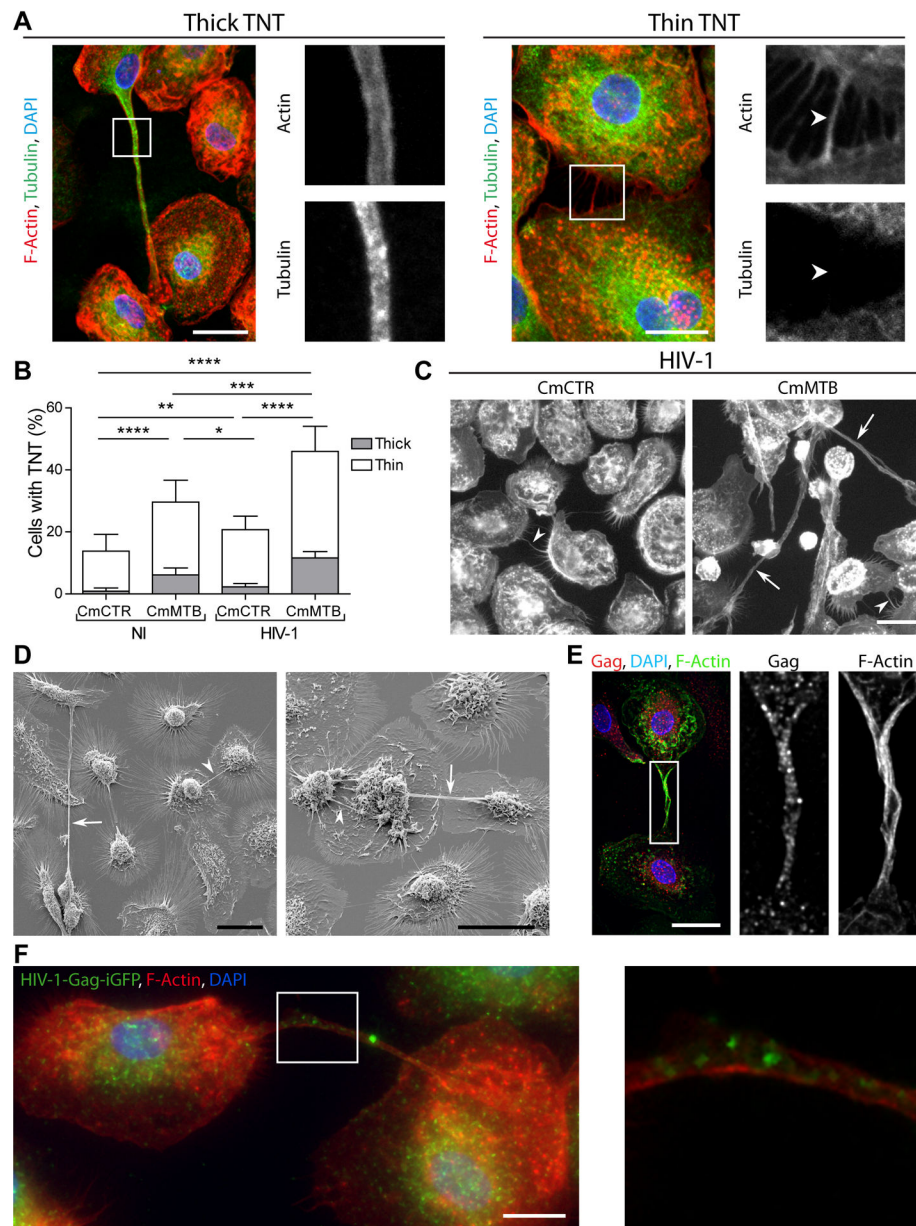 A
Thick TNT
Thin TNT
F-Actin, Tubulin, DAPI
Actin
Tubulin
F-Actin, Tubulin, DAPI
Actin
Tubulin
B
****
***
**
****
****
*
Cells with TNT (%)
60
40
20
0
Thick
Thin
CmCTR
CmMTB
CmCTR
CmMTB
NI
HIV-1
C
HIV-1
CmCTR
CmMTB
D
E
Gag, DAPI, F-Actin
Gag
F-Actin
F
HIV-1-Gag-iGFP, F-Actin, DAPI